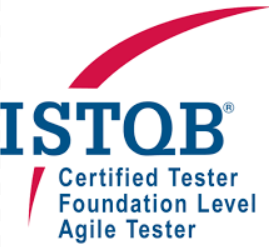 ISTQB®
Certified Tester
Foundation Level
Agile Tester